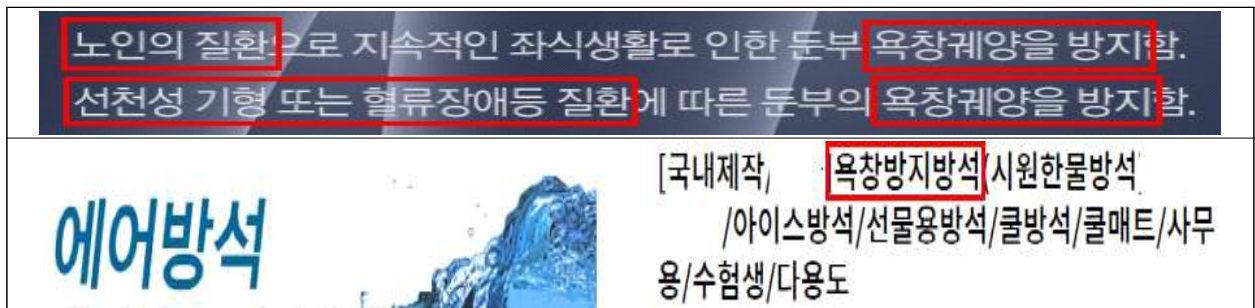 노인의 질환으로 지속적인 좌식생활로 인한 둔부 욕창궤양을 방지함.
선천성 기형 또는 혈류장애등 질환에 따른 둔부의 욕창궤양을 방지함.
에어방석
[국내제작/ 욕창방지방석(시원한물방석
/아이스방석/선물용방석/쿨방석/쿨매트/사무
용/수험생/다용도